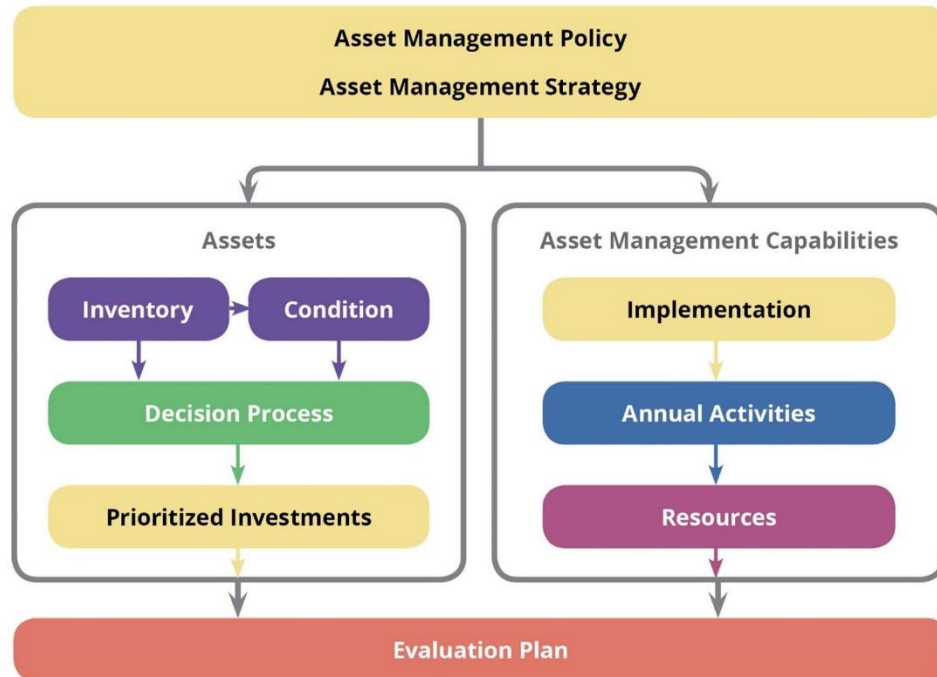 Asset Management Policy
Asset Management Strategy
Assets
Inventory
Condition
Decision Process
Prioritized Investments
Asset Management Capabilities
Implementation
Annual Activities
Resources
Evaluation Plan